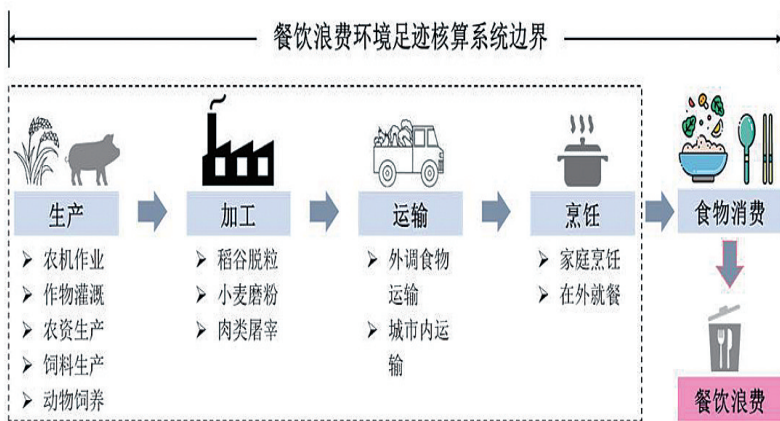 餐饮浪费环境足迹核算系统边界
生产
加工
运输
烹饪
食物消费
农机作业
作物灌溉
农资生产
饲料生产
动物饲养
稻谷脱粒
小麦磨粉
肉类屠宰
外调食物
运输
城市内运
输
家庭烹饪
在外就餐
餐饮浪费